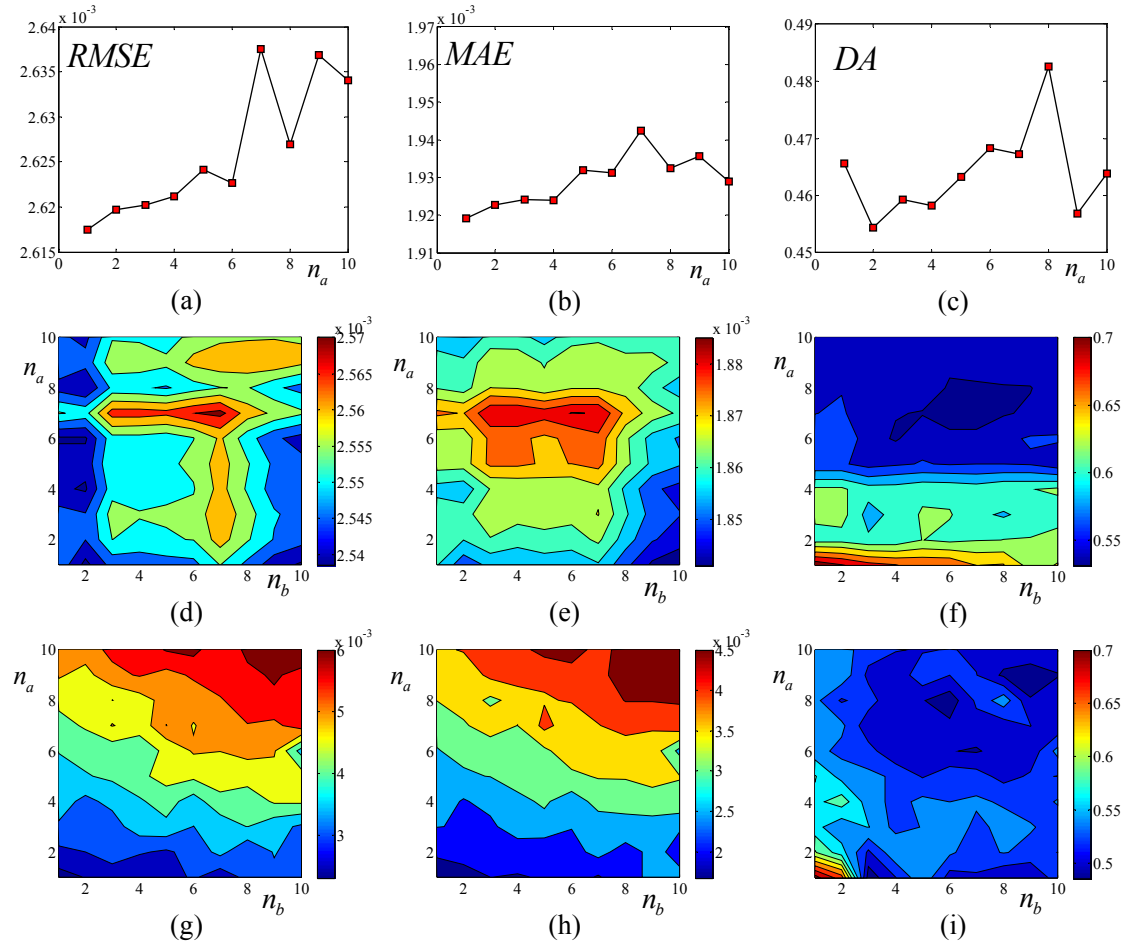 x 10⁻³
2.64
2.635
2.63
2.625
2.62
2.615
RMSE
0 2 4 6 8 10
nₐ
(a)
x 10⁻³
1.97
1.96
1.95
1.94
1.93
1.92
1.91
MAE
0 2 4 6 8 10
nₐ
(b)
0.49
0.48
0.47
0.46
0.45
DA
0 2 4 6 8 10
nₐ
(c)
nₐ
10
8
6
4
2
2 4 6 8 10
n_b
x 10⁻³
2.57
2.565
2.56
2.555
2.55
2.545
2.54
(d)
nₐ
10
8
6
4
2
2 4 6 8 10
n_b
x 10⁻³
1.88
1.87
1.86
1.85
(e)
nₐ
10
8
6
4
2
2 4 6 8 10
n_b
0.7
0.65
0.6
0.55
(f)
nₐ
10
8
6
4
2
2 4 6 8 10
n_b
x 10⁻³
6
5
4
3
(g)
nₐ
10
8
6
4
2
2 4 6 8 10
n_b
x 10⁻³
4.5
4
3.5
3
2.5
2
(h)
nₐ
10
8
6
4
2
2 4 6 8 10
n_b
0.7
0.65
0.6
0.55
0.5
(i)